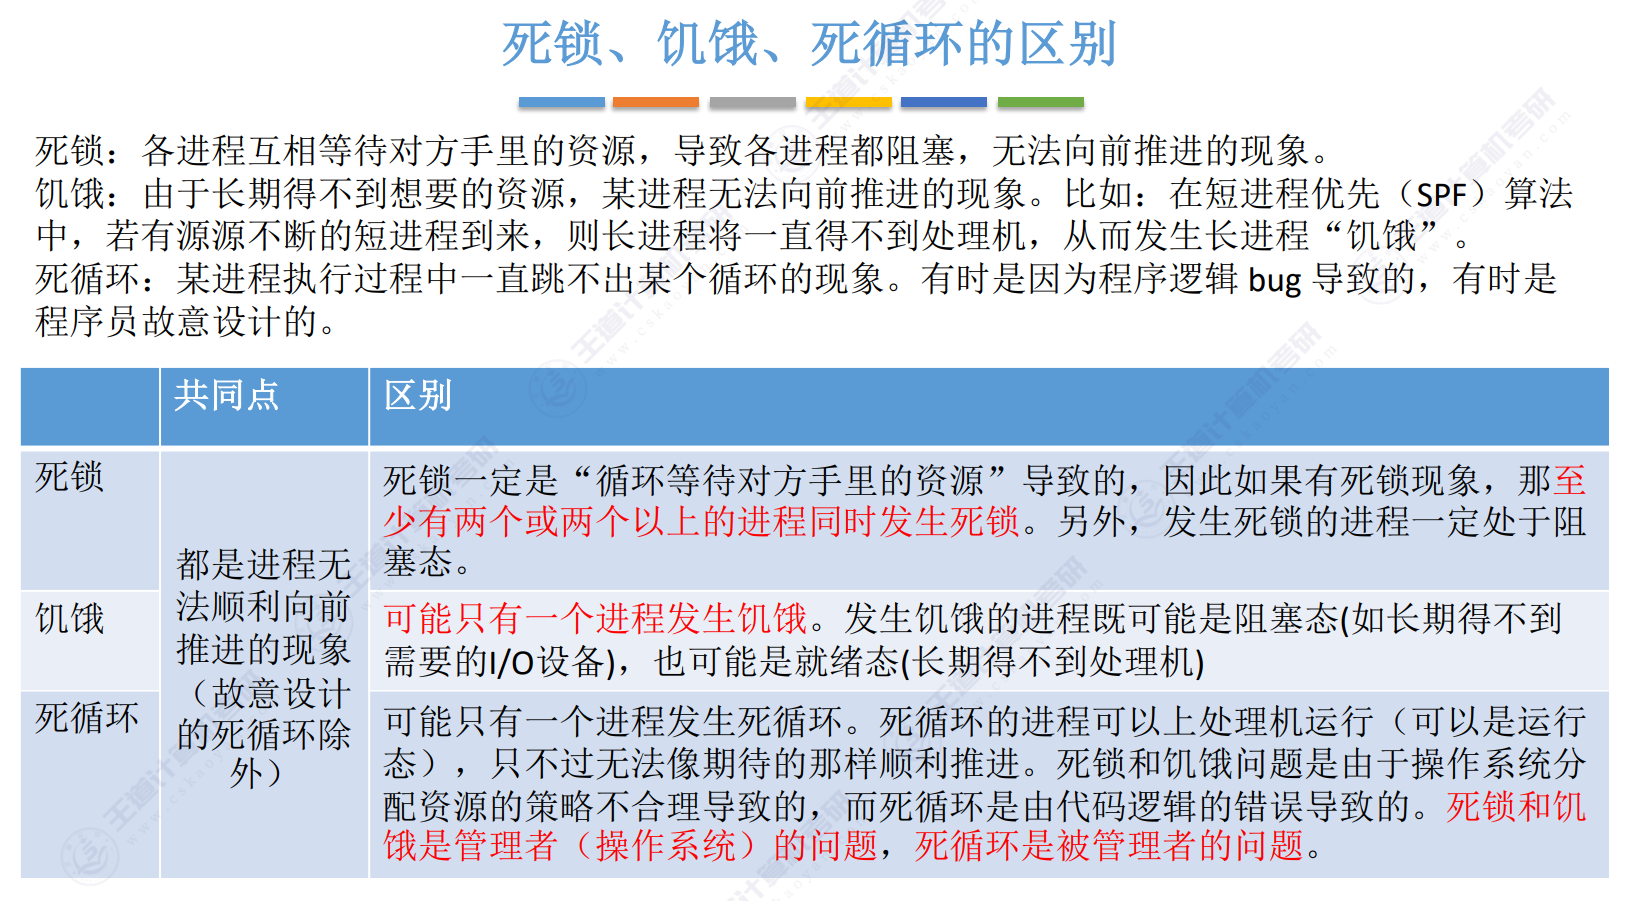 死锁、饥饿、死循环的区别
死锁：各进程互相等待对方手里的资源，导致各进程都阻塞，无法向前推进的现象。
饥饿：由于长期得不到想要的资源，某进程无法向前推进的现象。比如：在短进程优先（SPF）算法
中，若有源源不断的短进程到来，则长进程将一直得不到处理机，从而发生长进程“饥饿”。
死循环：某进程执行过程中一直跳不出某个循环的现象。有时是因为程序逻辑 bug 导致的，有时是
程序员故意设计的。
共同点
区别
死锁
死锁一定是“循环等待对方手里的资源”导致的，因此如果有死锁现象，那至
少有两个或两个以上的进程同时发生死锁。另外，发生死锁的进程一定处于阻
塞态。
都是进程无
法顺利向前
推进的现象
（故意设计
的死循环除
外）
饥饿
可能只有一个进程发生饥饿。发生饥饿的进程既可能是阻塞态(如长期得不到
需要的I/O设备)，也可能是就绪态(长期得不到处理机)
死循环
可能只有一个进程发生死循环。死循环的进程可以上处理机运行（可以是运行
态），只不过无法像期待的那样顺利推进。死锁和饥饿问题是由于操作系统分
配资源的策略不合理导致的，而死循环是由代码逻辑的错误导致的。死锁和饥
饿是管理者（操作系统）的问题，死循环是被管理者的问题。
王道计算机考研
www.cskaoyan.com